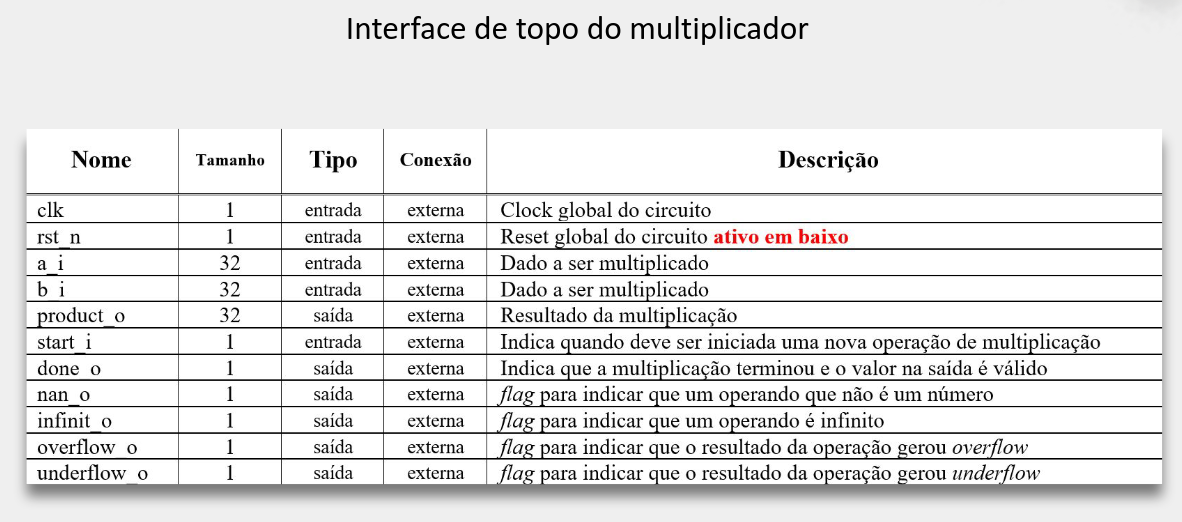 Interface de topo do multiplicador
Nome Tamanho Tipo Conexão Descrição
clk 1 entrada externa Clock global do circuito
rst_n 1 entrada externa Reset global do circuito ativo em baixo
a_i 32 entrada externa Dado a ser multiplicado
b_i 32 entrada externa Dado a ser multiplicado
product_o 32 saída externa Resultado da multiplicação
start_i 1 entrada externa Indica quando deve ser iniciada uma nova operação de multiplicação
done_o 1 saída externa Indica que a multiplicação terminou e o valor na saída é válido
nan_o 1 saída externa flag para indicar que um operando que não é um número
infinit_o 1 saída externa flag para indicar que um operando é infinito
overflow_o 1 saída externa flag para indicar que o resultado da operação gerou overflow
underflow_o 1 saída externa flag para indicar que o resultado da operação gerou underflow